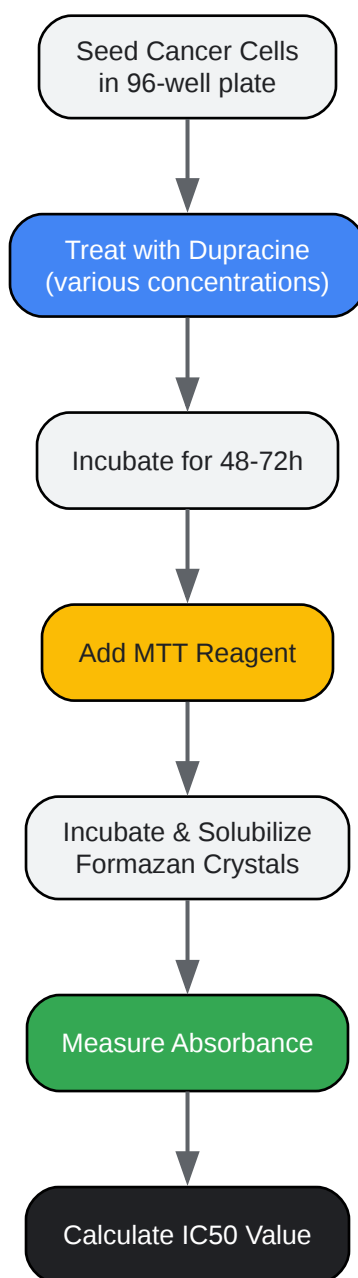 Seed Cancer Cells
in 96-well plate
Treat with Dupracine
(various concentrations)
Incubate for 48-72h
Add MTT Reagent
Incubate & Solubilize
Formazan Crystals
Measure Absorbance
Calculate IC50 Value